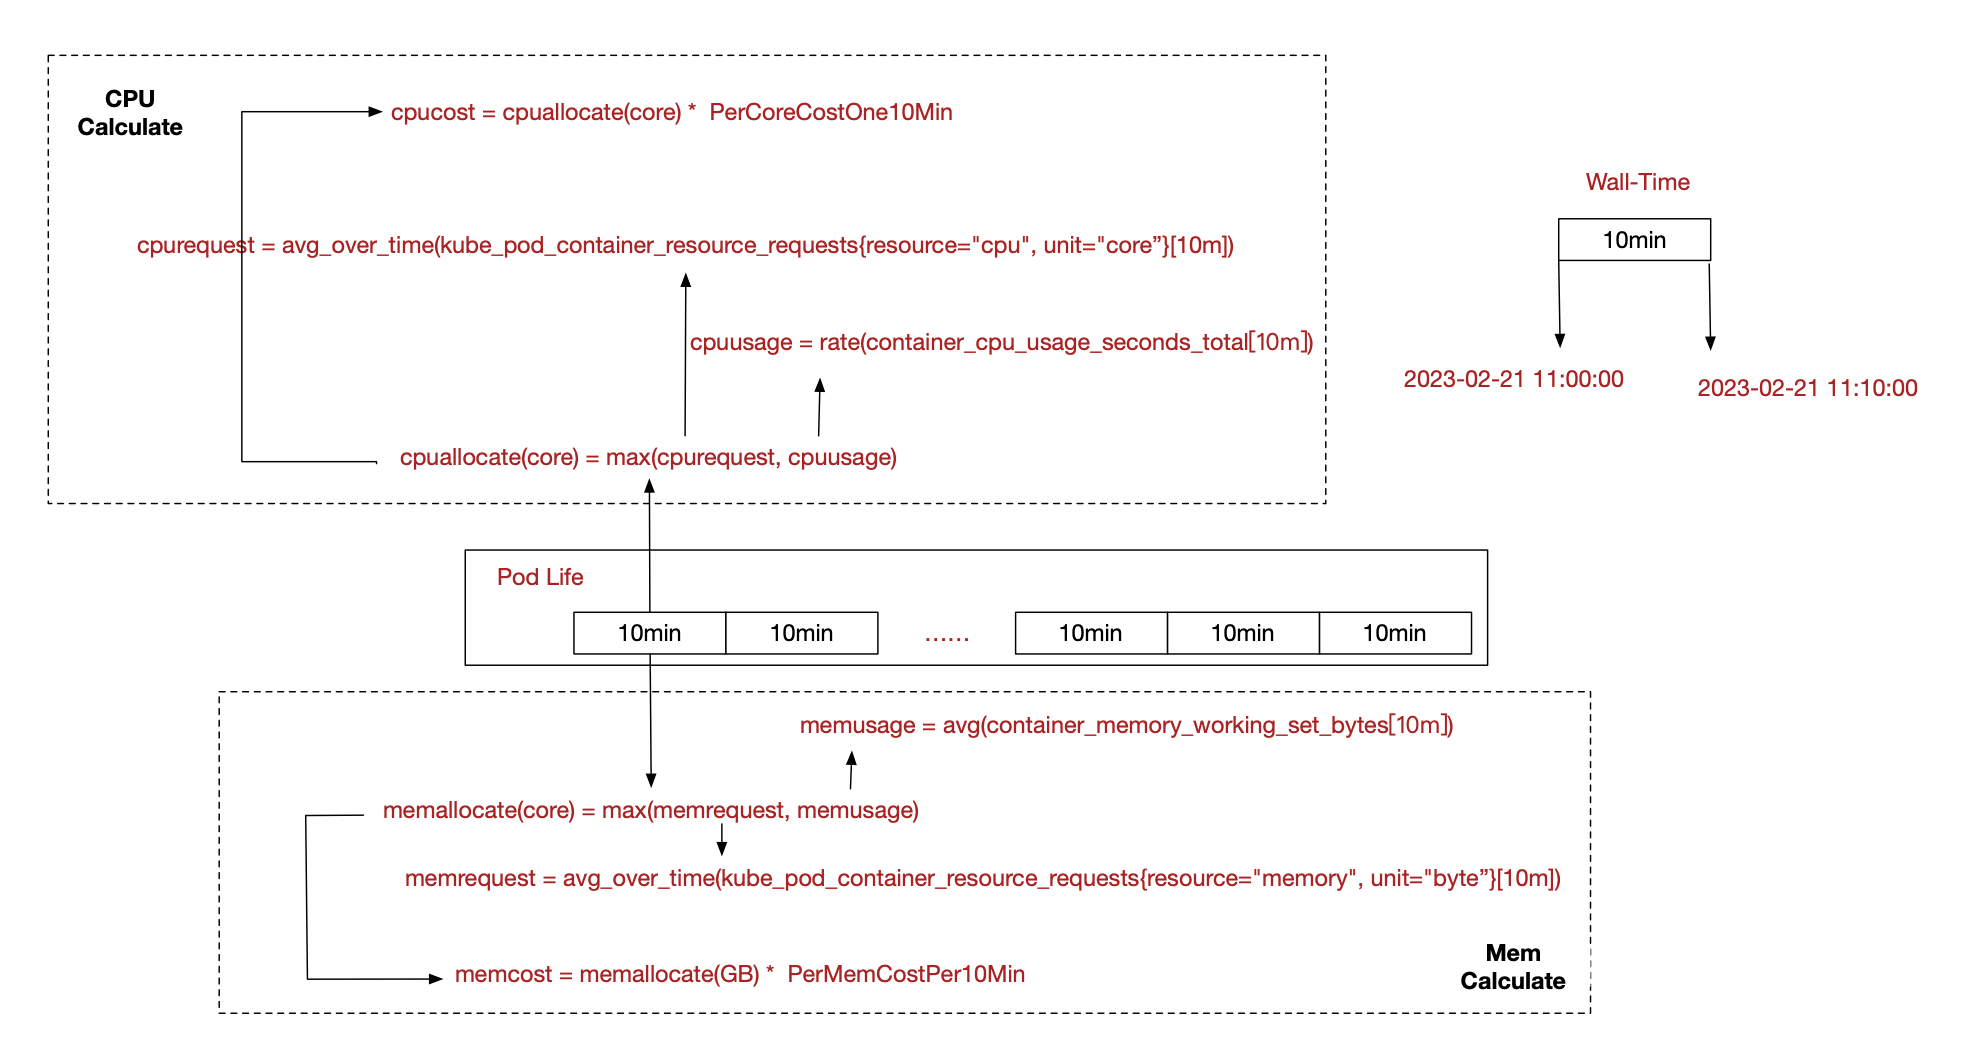 CPU
Calculate
cpucost = cpuallocate(core) *  PerCoreCostOne10Min
cpurequest = avg_over_time(kube_pod_container_resource_requests{resource="cpu", unit="core”}[10m])
cpuusage = rate(container_cpu_usage_seconds_total[10m])
cpuallocate(core) = max(cpurequest, cpuusage)
Wall-Time
10min
2023-02-21 11:00:00
2023-02-21 11:10:00
Pod Life
10min 10min ...... 10min 10min 10min
memusage = avg(container_memory_working_set_bytes[10m])
memallocate(core) = max(memrequest, memusage)
memrequest = avg_over_time(kube_pod_container_resource_requests{resource="memory", unit="byte”}[10m])
memcost = memallocate(GB) *  PerMemCostPer10Min
Mem
Calculate